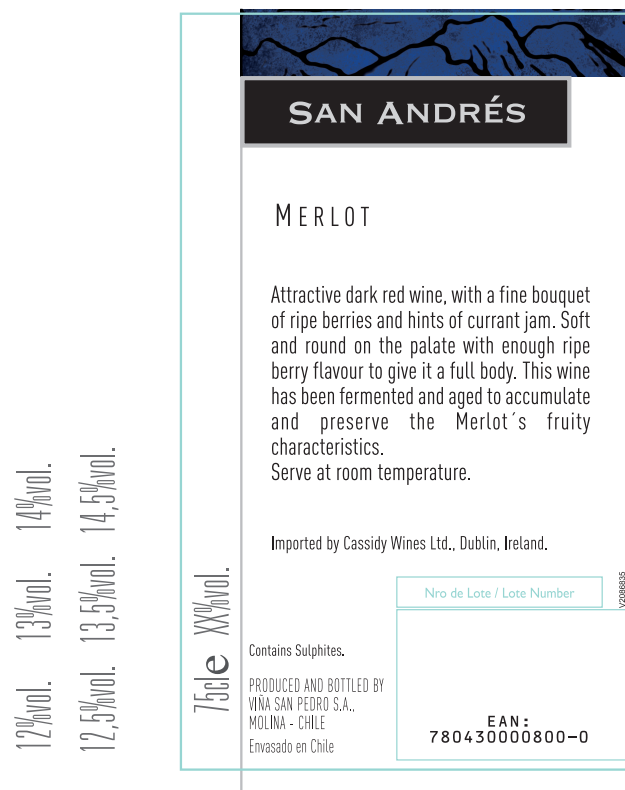 SAN ANDRÉS
MERLOT
Attractive dark red wine, with a fine bouquet
of ripe berries and hints of currant jam. Soft
and round on the palate with enough ripe
berry flavour to give it a full body. This wine
has been fermented and aged to accumulate
and preserve the Merlot´s fruity
characteristics.
Serve at room temperature.
Imported by Cassidy Wines Ltd., Dublin, Ireland.
Nro de Lote / Lote Number
V2086835
Contains Sulphites.
PRODUCED AND BOTTLED BY
VIÑA SAN PEDRO S.A.,
MOLINA - CHILE
Envasado en Chile
EAN:
780430000800-0
75cl e XX%vol.
12%vol. 13%vol. 14%vol.
12,5%vol. 13,5%vol. 14,5%vol.